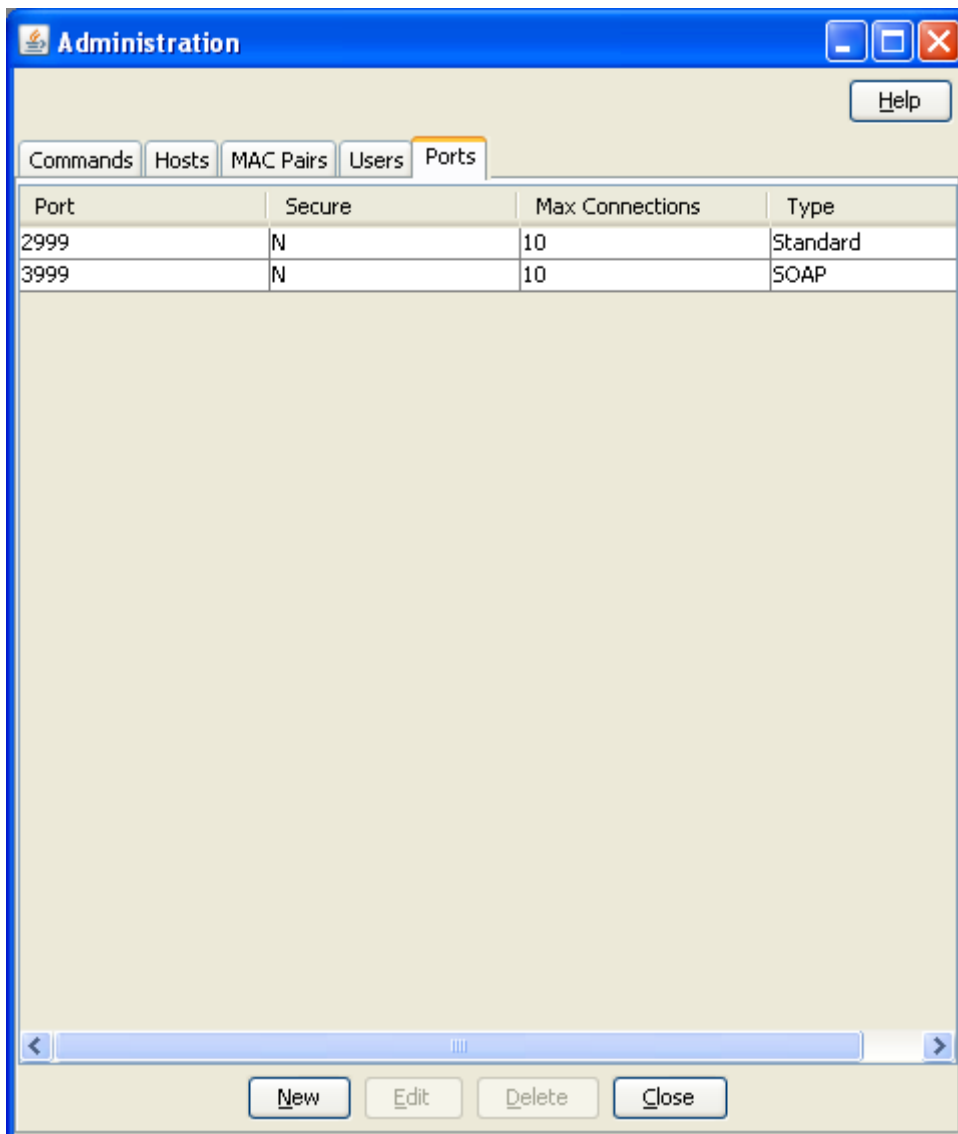 Administration
Help
Commands Hosts MAC Pairs Users Ports
Port Secure Max Connections Type
2999 N 10 Standard
3999 N 10 SOAP
New Edit Delete Close